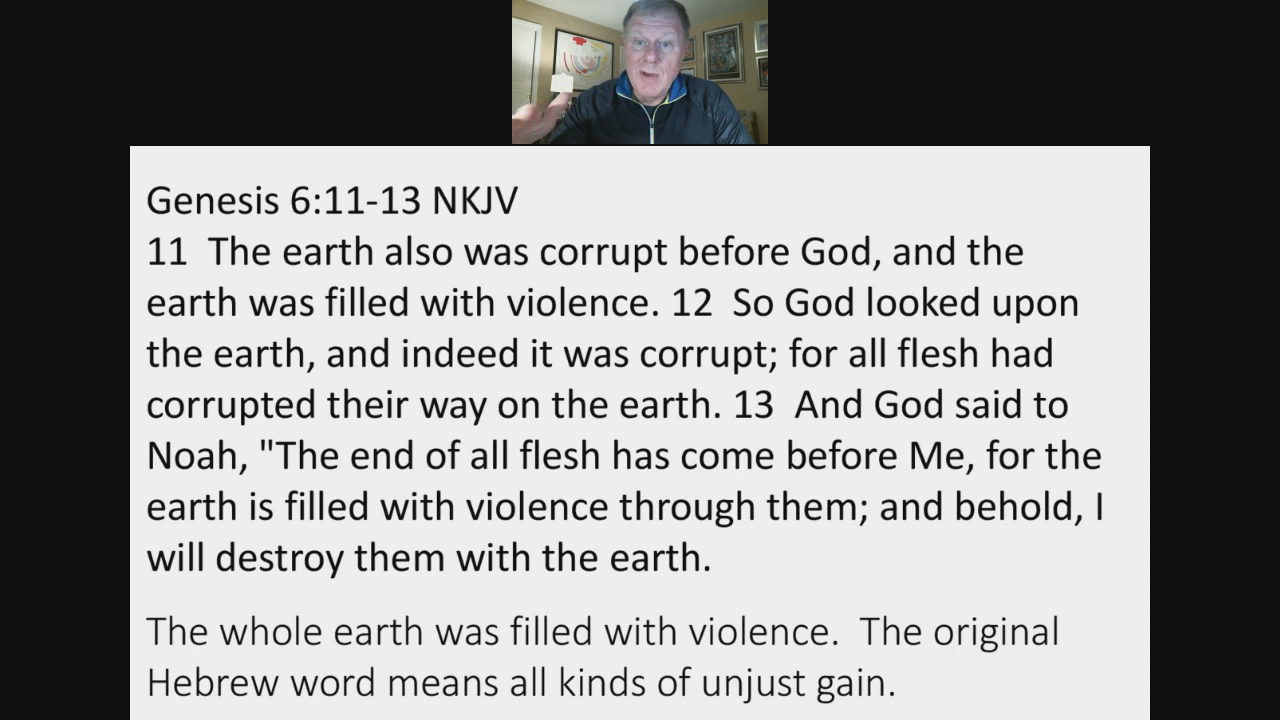 Genesis 6:11-13 NKJV
11  The earth also was corrupt before God, and the
earth was filled with violence. 12  So God looked upon
the earth, and indeed it was corrupt; for all flesh had
corrupted their way on the earth. 13  And God said to
Noah, "The end of all flesh has come before Me, for the
earth is filled with violence through them; and behold, I
will destroy them with the earth.
The whole earth was filled with violence.  The original
Hebrew word means all kinds of unjust gain.